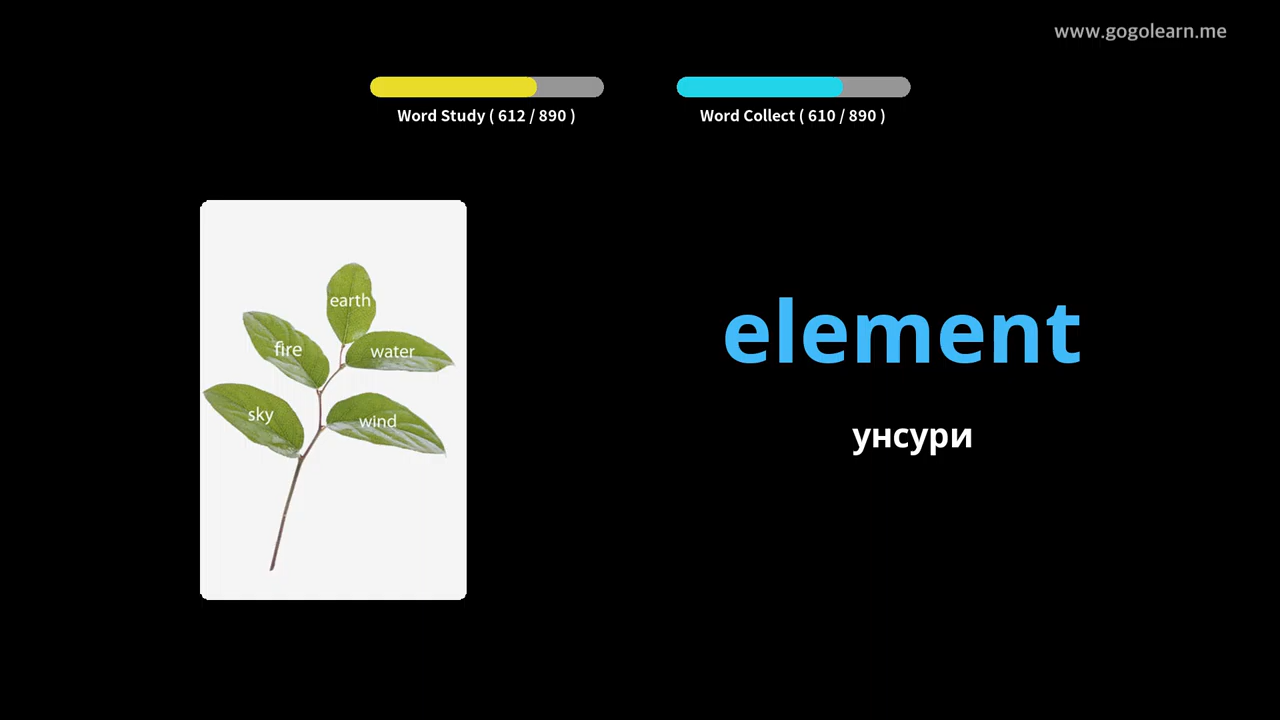 www.gogolearn.me
Word Study ( 612 / 890 )
Word Collect ( 610 / 890 )
earth
fire
water
sky
wind
element
унсури